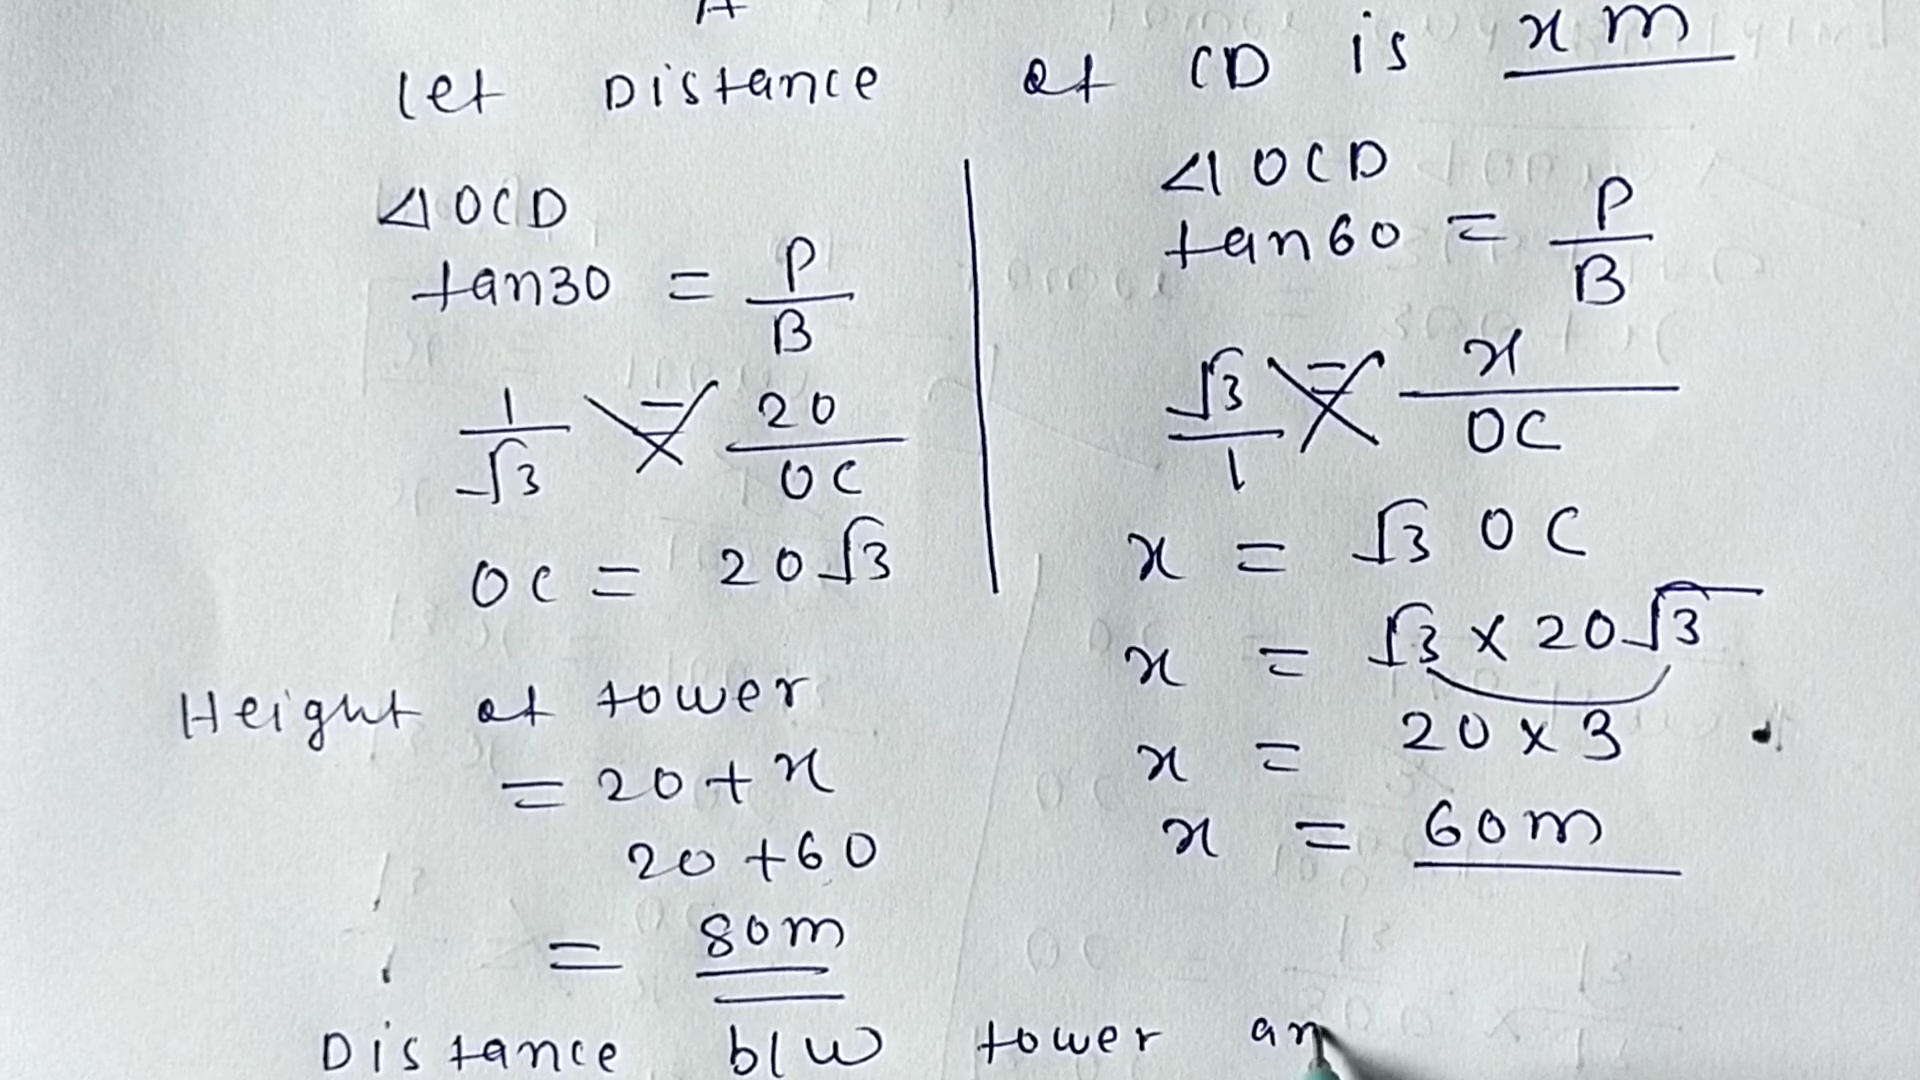 A
Let Distance of CD is x m
△OCD
tan30 = P/B
1/√3 = 20/OC
OC = 20√3
△OCD
tan60 = P/B
√3/1 = x/OC
x = √3 OC
x = √3 × 20√3
x = 20 × 3
x = 60m
Height of tower
= 20 + x
20 + 60
= 80m
Distance b/w tower an